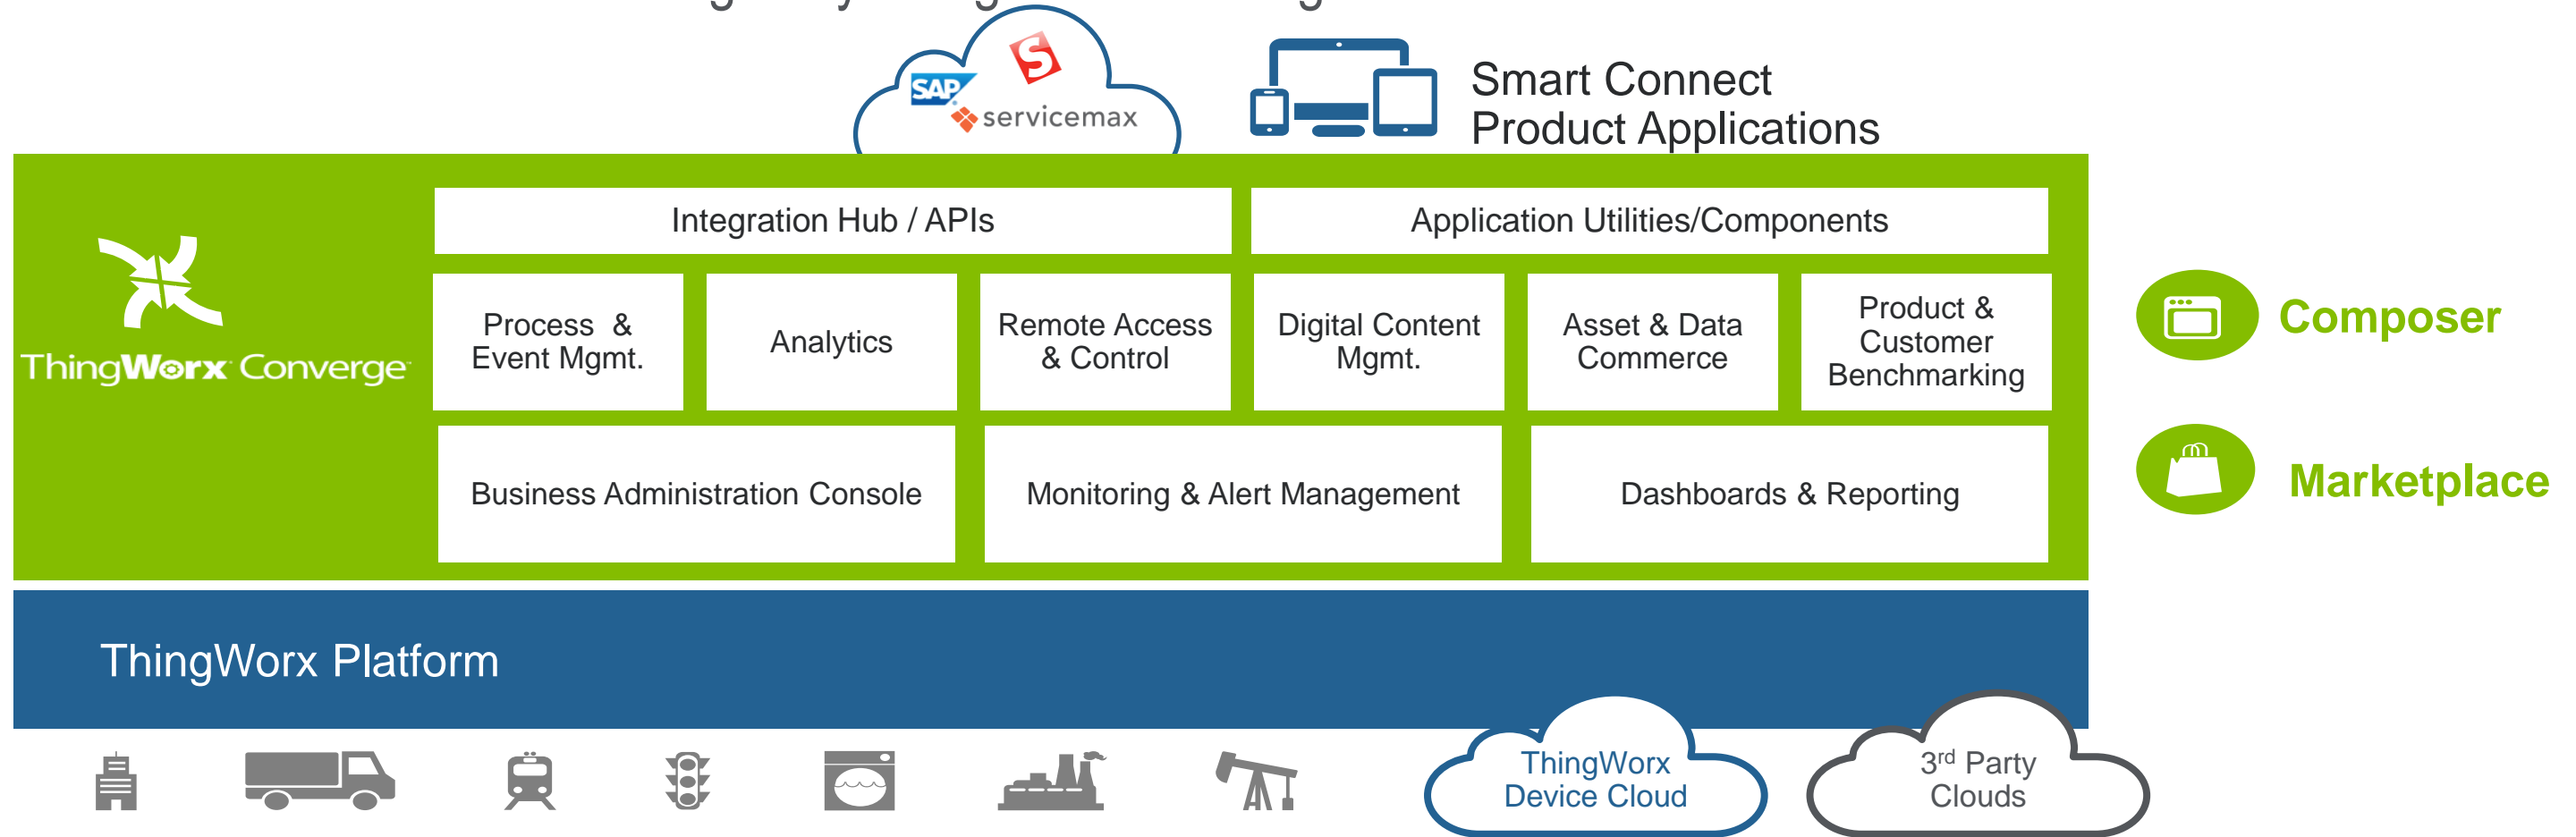 SAP
S
servicemax
Smart Connect
Product Applications
Integration Hub / APIs
Application Utilities/Components
ThingWorx Converge
Process & 
Event Mgmt.
Analytics
Remote Access
& Control
Digital Content
Mgmt.
Asset & Data
Commerce
Product &
Customer
Benchmarking
Composer
Business Administration Console
Monitoring & Alert Management
Dashboards & Reporting
Marketplace
ThingWorx Platform
ThingWorx
Device Cloud
3rd Party
Clouds